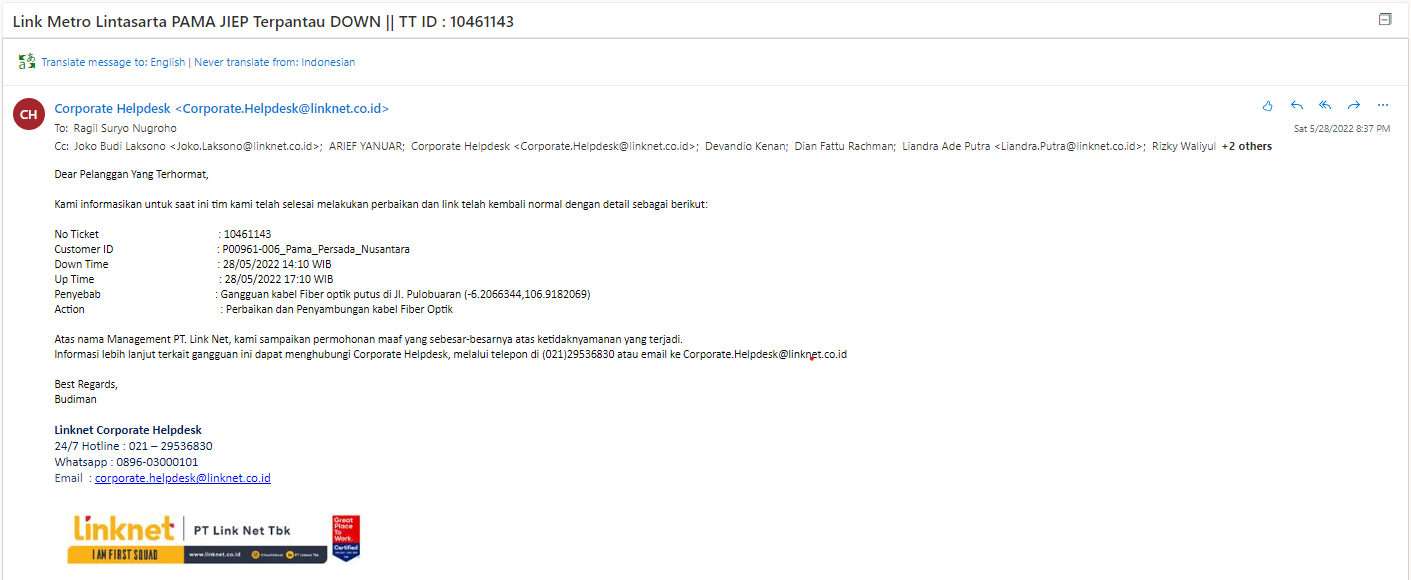 Link Metro Lintasarta PAMA JIEP Terpantau DOWN || TT ID : 10461143
Translate message to: English | Never translate from: Indonesian
CH
Corporate Helpdesk <Corporate.Helpdesk@linknet.co.id>
To: Ragil Suryo Nugroho
Sat 5/28/2022 8:37 PM
Cc: Joko Budi Laksono <Joko.Laksono@linknet.co.id>; ARIEF YANUAR; Corporate Helpdesk <Corporate.Helpdesk@linknet.co.id>; Devandio Kenan; Dian Fattu Rachman; Liandra Ade Putra <Liandra.Putra@linknet.co.id>; Rizky Waliyul +2 others
Dear Pelanggan Yang Terhormat,
Kami informasikan untuk saat ini tim kami telah selesai melakukan perbaikan dan link telah kembali normal dengan detail sebagai berikut:
No Ticket : 10461143
Customer ID : P00961-006_Pama_Persada_Nusantara
Down Time : 28/05/2022 14:10 WIB
Up Time : 28/05/2022 17:10 WIB
Penyebab : Gangguan kabel Fiber optik putus di Jl. Pulobuaran (-6.2066344,106.9182069)
Action : Perbaikan dan Penyambungan kabel Fiber Optik
Atas nama Management PT. Link Net, kami sampaikan permohonan maaf yang sebesar-besarnya atas ketidaknyamanan yang terjadi.
Informasi lebih lanjut terkait gangguan ini dapat menghubungi Corporate Helpdesk, melalui telepon di (021)29536830 atau email ke Corporate.Helpdesk@linknet.co.id
Best Regards,
Budiman
Linknet Corporate Helpdesk
24/7 Hotline : 021 – 29536830
Whatsapp : 0896-03000101
Email : corporate.helpdesk@linknet.co.id
linknet PT Link Net Tbk
I AM FIRST SQUAD www.linknet.co.id
Great
Place
To
Work.
Certified